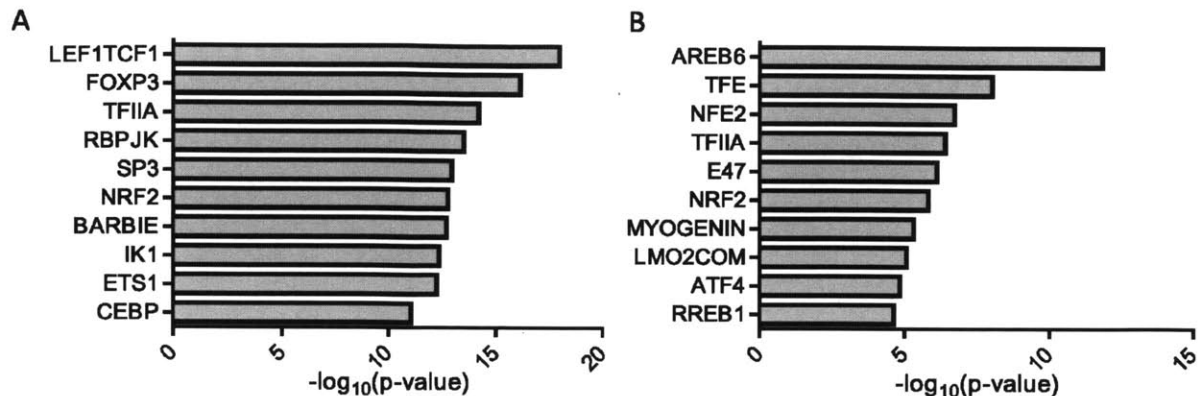 A
LEF1TCF1
FOXP3
TFIIA
RBPJK
SP3
NRF2
BARBIE
IK1
ETS1
CEBP
0 5 10 15 20
-log10(p-value)
B
AREB6
TFE
NFE2
TFIIA
E47
NRF2
MYOGENIN
LMO2COM
ATF4
RREB1
0 5 10 15
-log10(p-value)